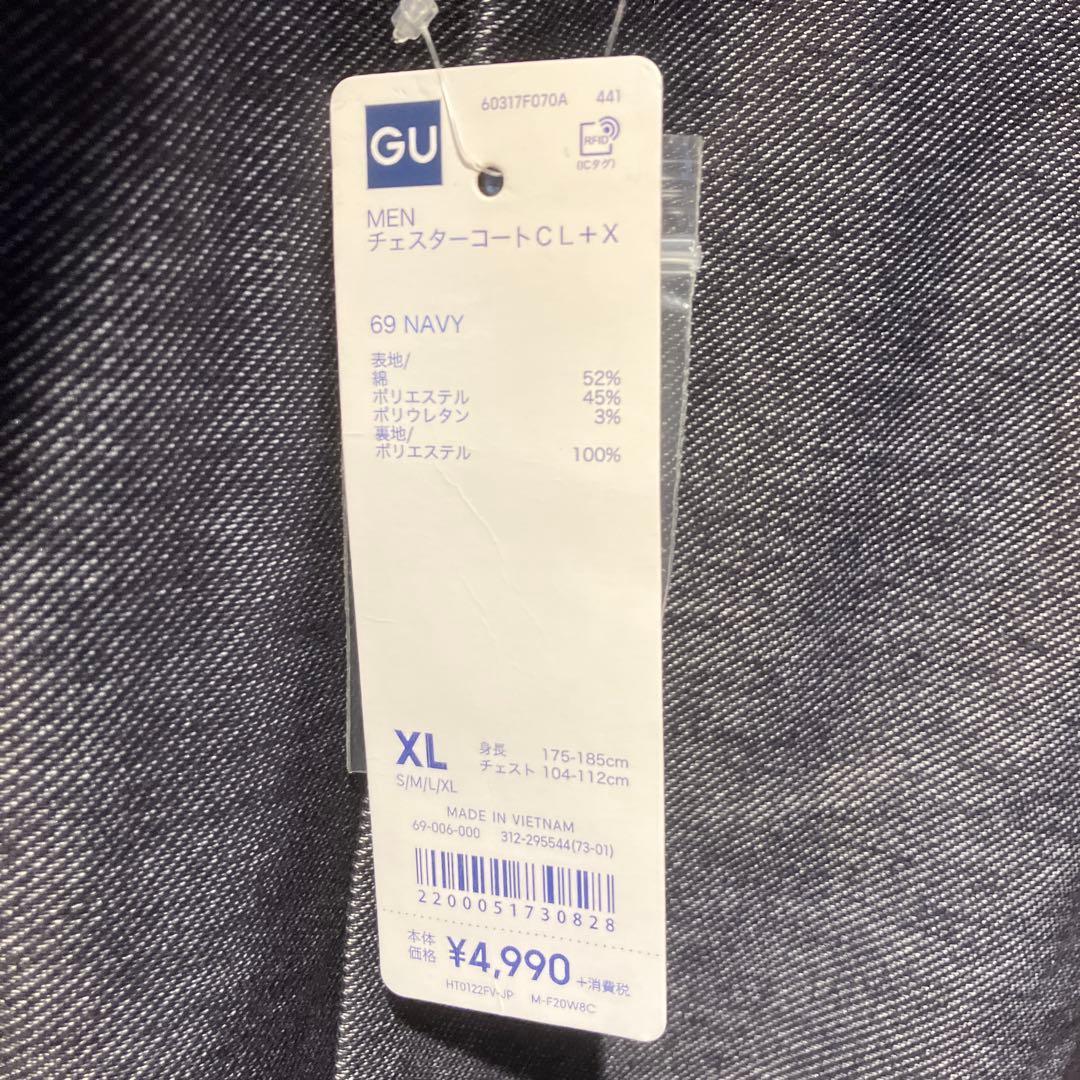 60317F070A 441
GU
RFID
(ICタグ)
MEN
チェスターコートCL+X
69 NAVY
表地/
綿 52%
ポリエステル 45%
ポリウレタン 3%
裏地/
ポリエステル 100%
XL 身長 175-185cm
S/M/L/XL チェスト 104-112cm
MADE IN VIETNAM
69-006-000 312-295544(73-01)
2200051730828
本体価格 ¥4,990 +消費税
HT0122FV-JP M-F20W8C